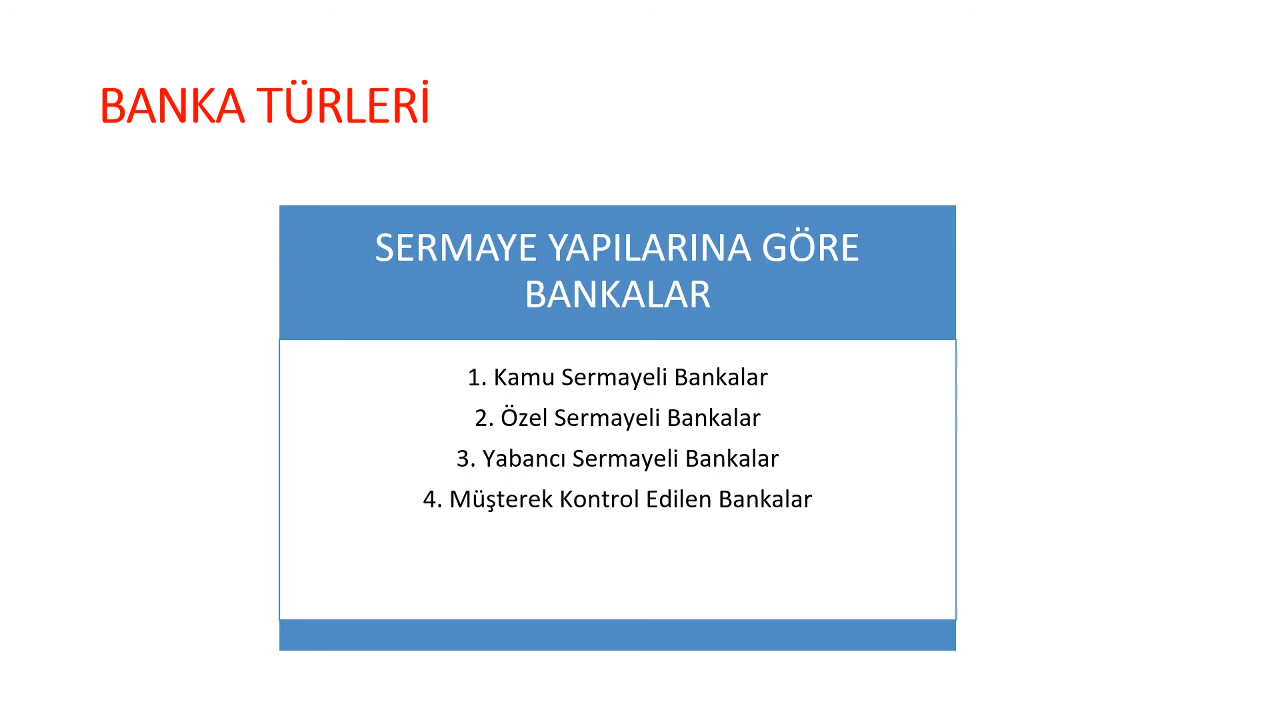 BANKA TÜRLERİ
SERMAYE YAPILARINA GÖRE
BANKALAR
1. Kamu Sermayeli Bankalar
2. Özel Sermayeli Bankalar
3. Yabancı Sermayeli Bankalar
4. Müşterek Kontrol Edilen Bankalar